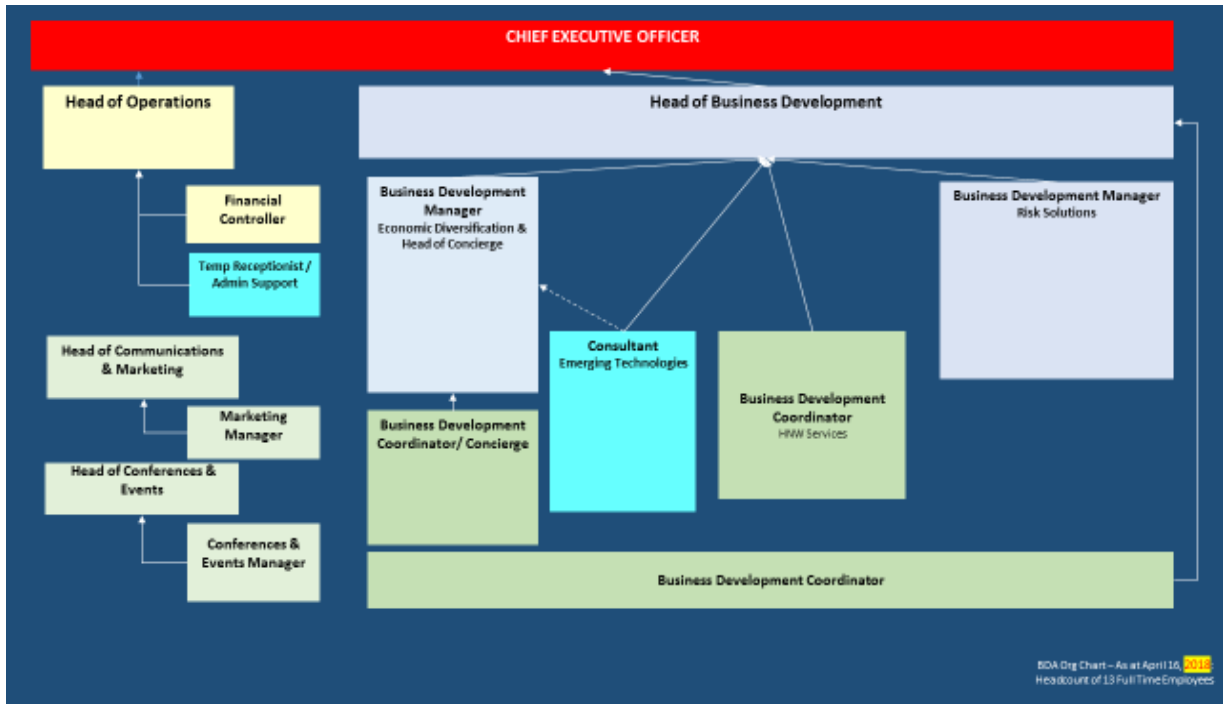 CHIEF EXECUTIVE OFFICER
Head of Operations
Head of Business Development
Financial
Controller
Temp Receptionist /
Admin Support
Head of Communications
& Marketing
Marketing
Manager
Head of Conferences &
Events
Conferences &
Events Manager
Business Development
Manager
Economic Diversification &
Head of Concierge
Business Development
Coordinator/ Concierge
Consultant
Emerging Technologies
Business Development
Coordinator
HNW Services
Business Development Manager
Risk Solutions
Business Development Coordinator
BDA Org Chart – As at April 16, 2018:
Headcount of 13 Full Time Employees